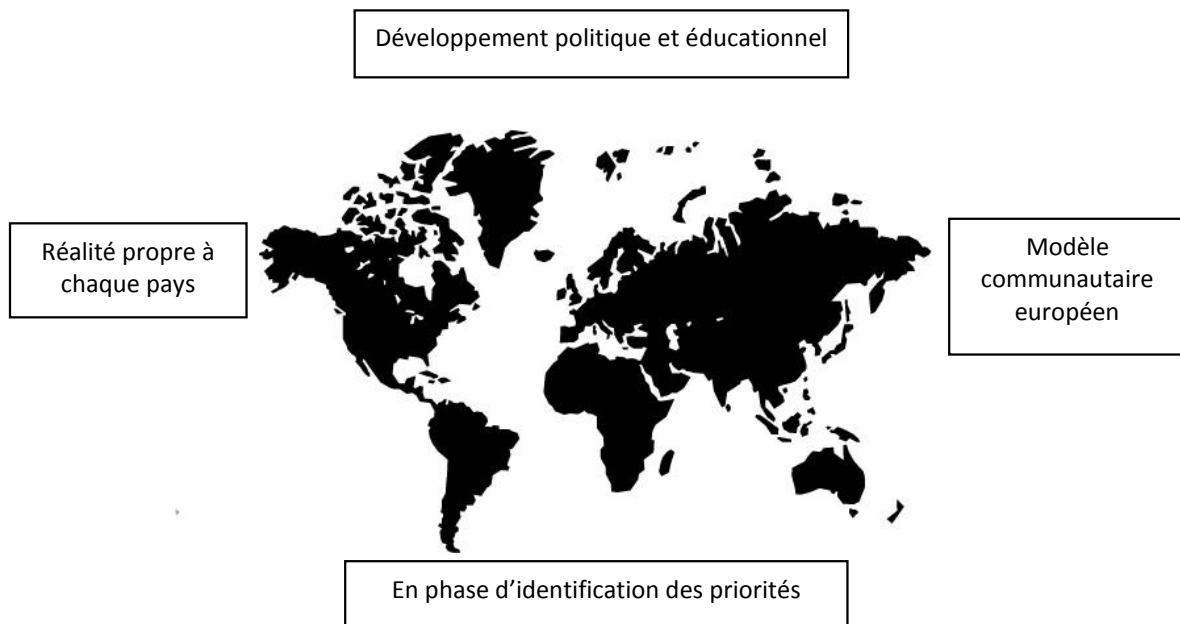 Développement politique et éducationnel
Réalité propre à
chaque pays
Modèle
communautaire
européen
En phase d’identification des priorités